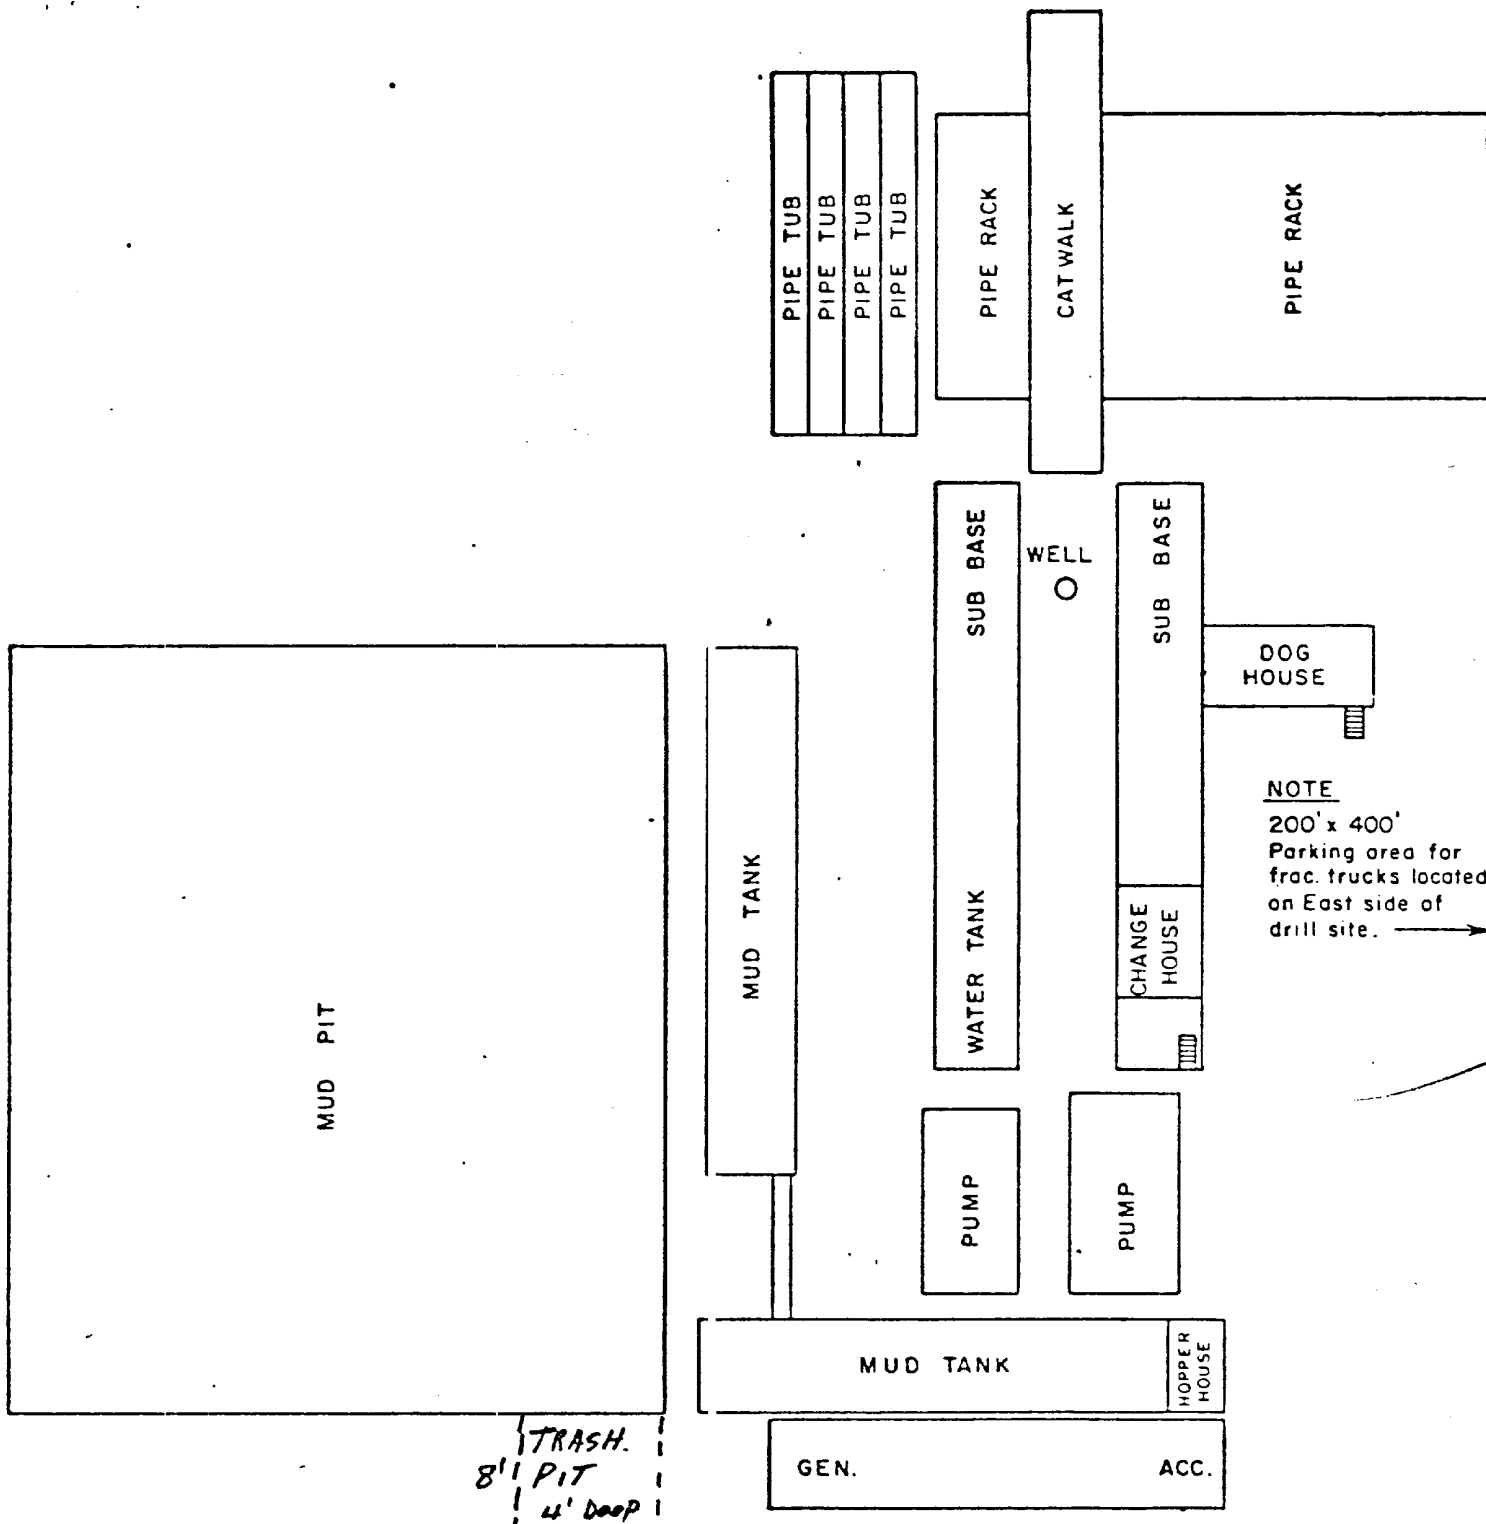 PIPE TUB
PIPE TUB
PIPE TUB
PIPE TUB
PIPE RACK
CATWALK
PIPE RACK
SUB BASE
WELL
SUB BASE
DOG
HOUSE
NOTE
200' x 400'
Parking area for
frac. trucks located
on East side of
drill site.
MUD TANK
WATER TANK
CHANGE
HOUSE
MUD PIT
PUMP
PUMP
MUD TANK
HOPPER
HOUSE
TRASH.
8' PIT
4' Deep
GEN.
ACC.